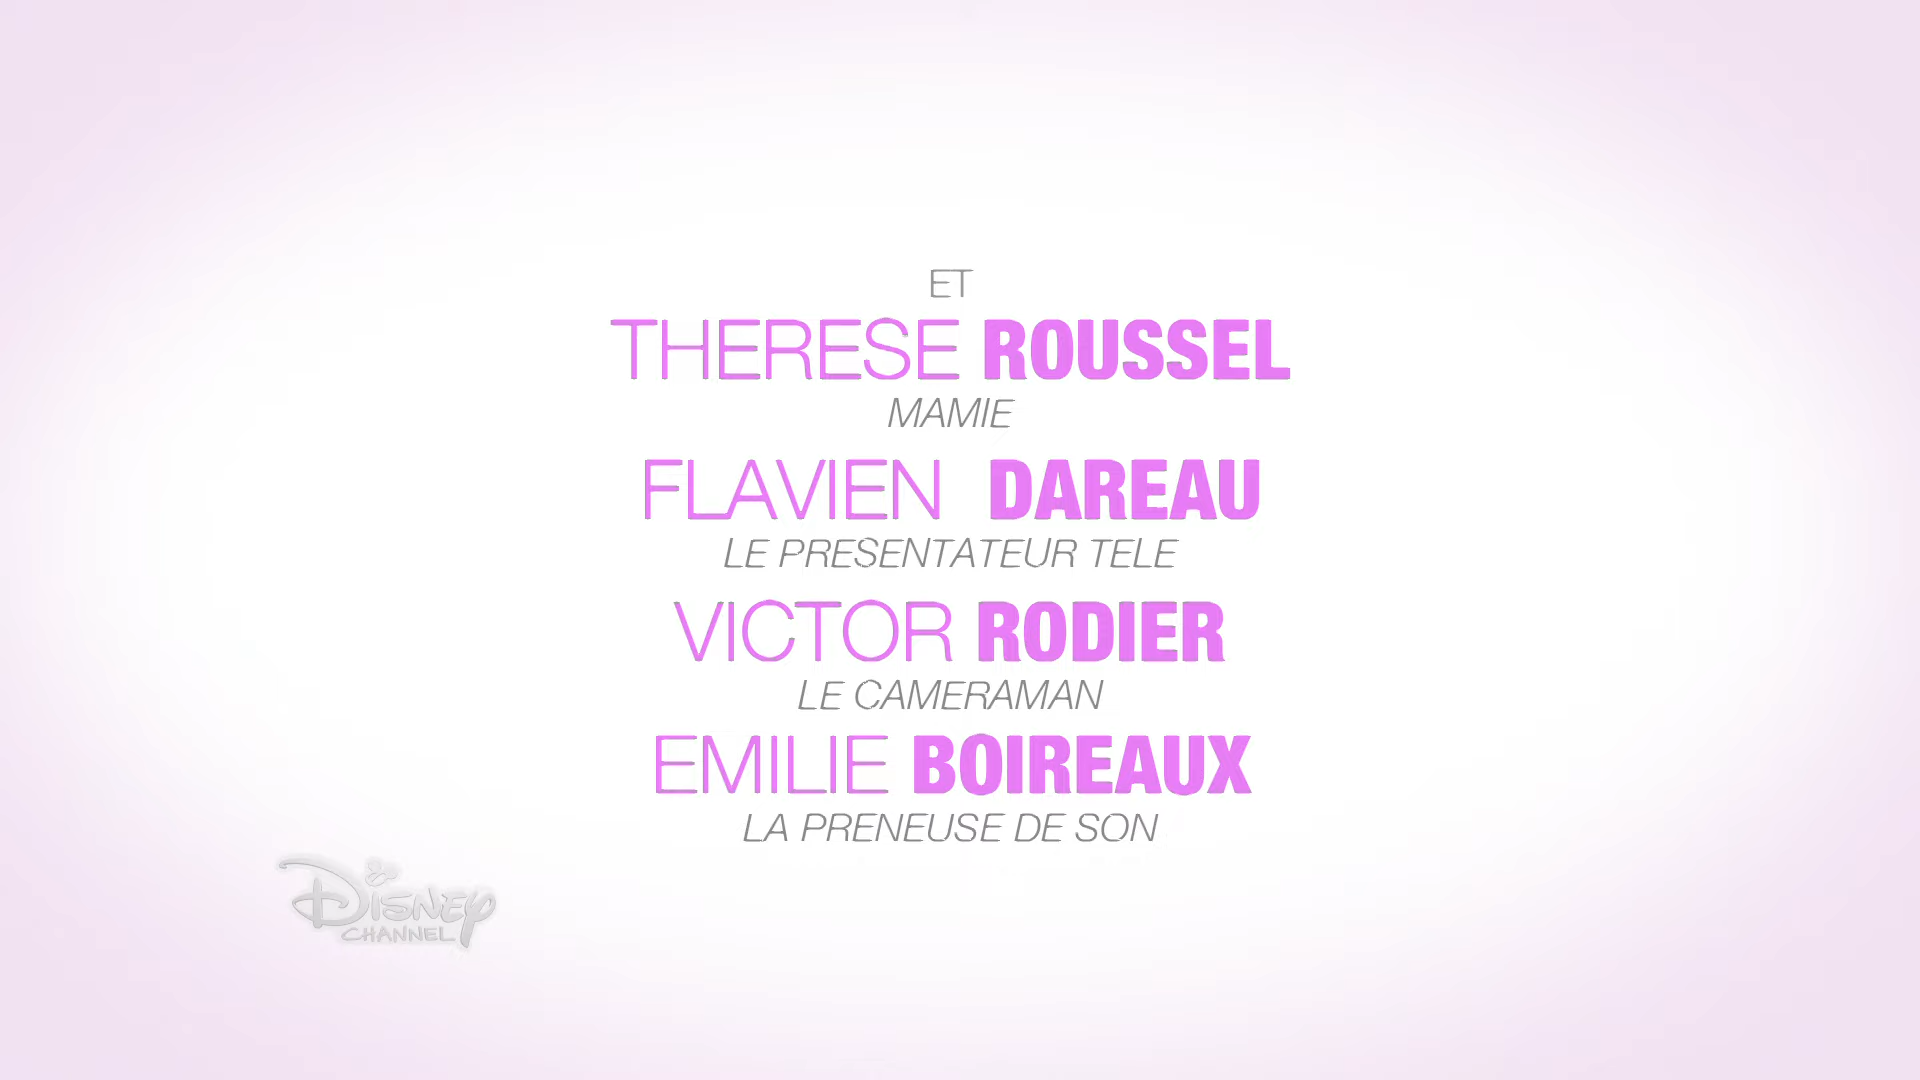 ET
THERESE ROUSSEL
MAMIE
FLAVIEN DAREAU
LE PRESENTATEUR TELE
VICTOR RODIER
LE CAMERAMAN
EMILIE BOIREAUX
LA PRENEUSE DE SON
DISNEY
CHANNEL